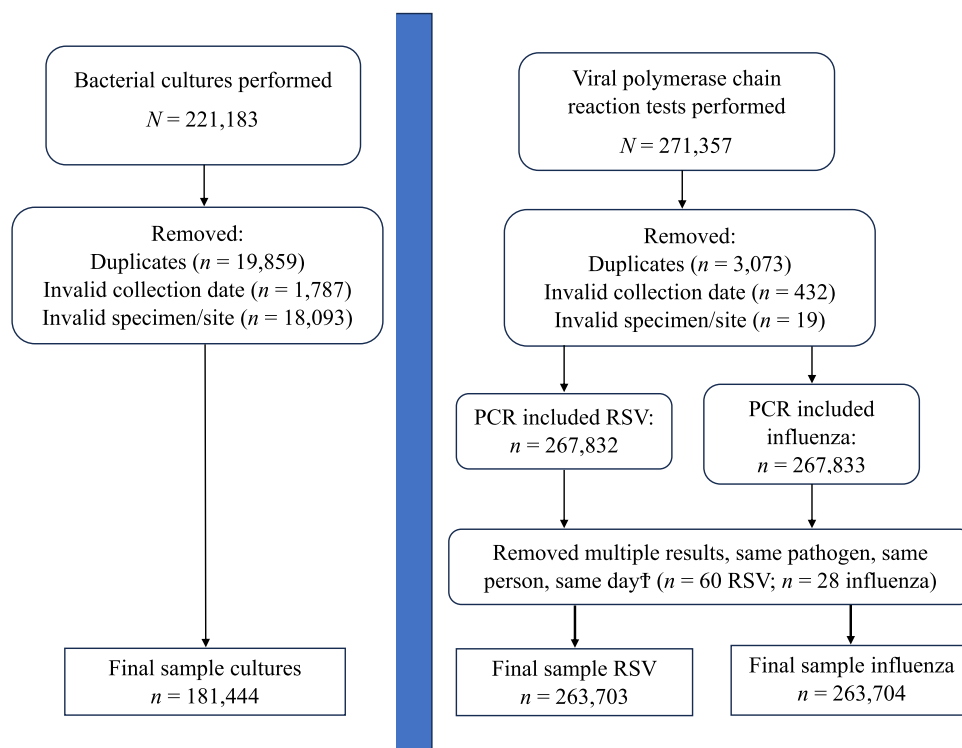 Bacterial cultures performed
N = 221,183
Removed:
Duplicates (n = 19,859)
Invalid collection date (n = 1,787)
Invalid specimen/site (n = 18,093)
Final sample cultures
n = 181,444
Viral polymerase chain
reaction tests performed
N = 271,357
Removed:
Duplicates (n = 3,073)
Invalid collection date (n = 432)
Invalid specimen/site (n = 19)
PCR included RSV:
n = 267,832
PCR included
influenza:
n = 267,833
Removed multiple results, same pathogen, same
person, same day☦ (n = 60 RSV; n = 28 influenza)
Final sample RSV
n = 263,703
Final sample influenza
n = 263,704